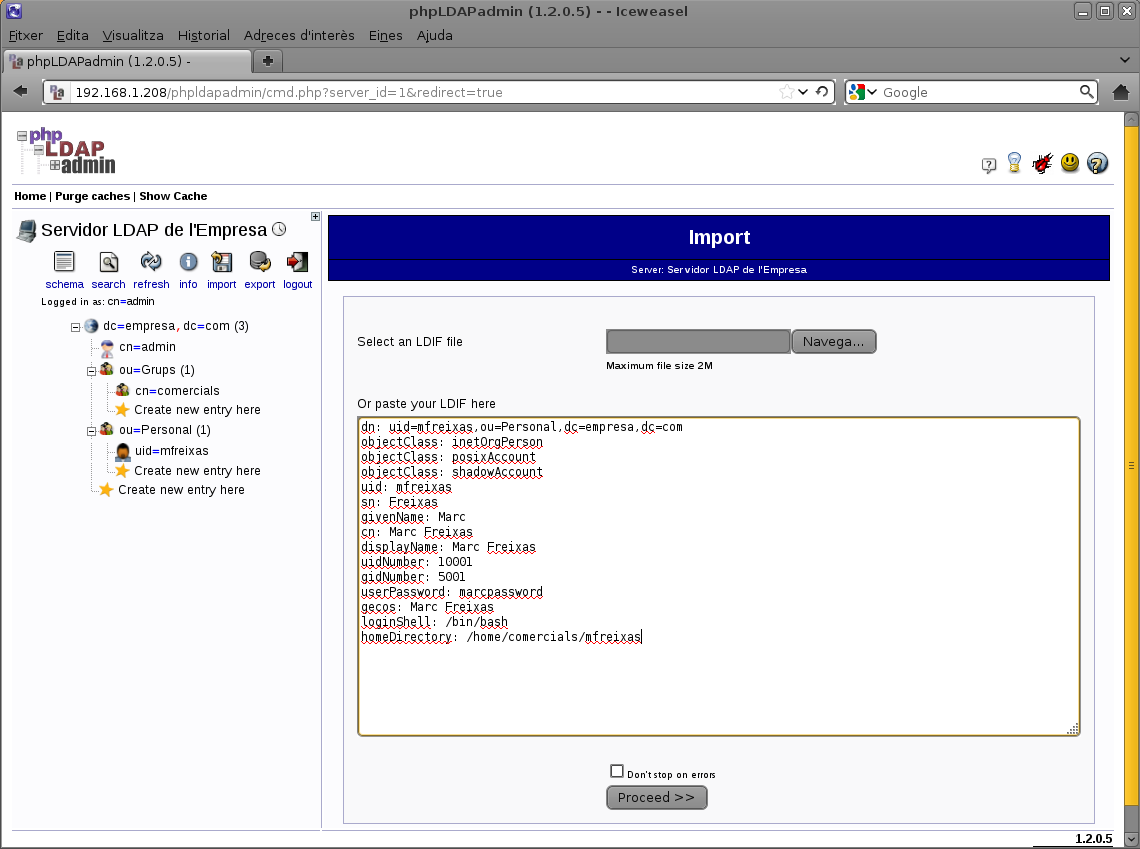 phpLDAPadmin (1.2.0.5) - - Iceweasel
Fitxer Edita Visualitza Historial Adreces d'interès Eines Ajuda
phpLDAPadmin (1.2.0.5) -
192.168.1.208/phpldapadmin/cmd.php?server_id=1&redirect=true
Google
php
LDAP
admin
Home | Purge caches | Show Cache
Servidor LDAP de l'Empresa
schema search refresh info import export logout
Logged in as: cn=admin
dc=empresa,dc=com (3)
cn=admin
ou=Grups (1)
cn=comercials
Create new entry here
ou=Personal (1)
uid=mfreixas
Create new entry here
Create new entry here
Import
Server: Servidor LDAP de l'Empresa
Select an LDIF file
Navega...
Maximum file size 2M
Or paste your LDIF here
dn: uid=mfreixas,ou=Personal,dc=empresa,dc=com
objectClass: inetOrgPerson
objectClass: posixAccount
objectClass: shadowAccount
uid: mfreixas
sn: Freixas
givenName: Marc
cn: Marc Freixas
displayName: Marc Freixas
uidNumber: 10001
gidNumber: 5001
userPassword: marcpassword
gecos: Marc Freixas
loginShell: /bin/bash
homeDirectory: /home/comercials/mfreixas
Don't stop on errors
Proceed >>
1.2.0.5